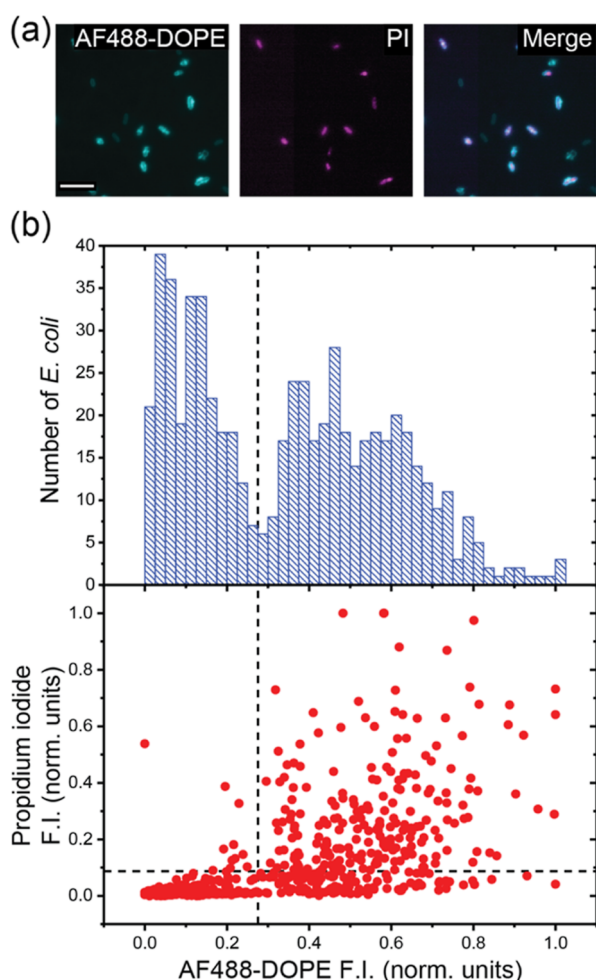 (a)
AF488-DOPE
PI
Merge
(b)
40
35
30
25
20
15
10
5
0
Number of E. coli
1.0
0.8
0.6
0.4
0.2
0.0
Propidium iodide
F.I. (norm. units)
0.0 0.2 0.4 0.6 0.8 1.0
AF488-DOPE F.I. (norm. units)